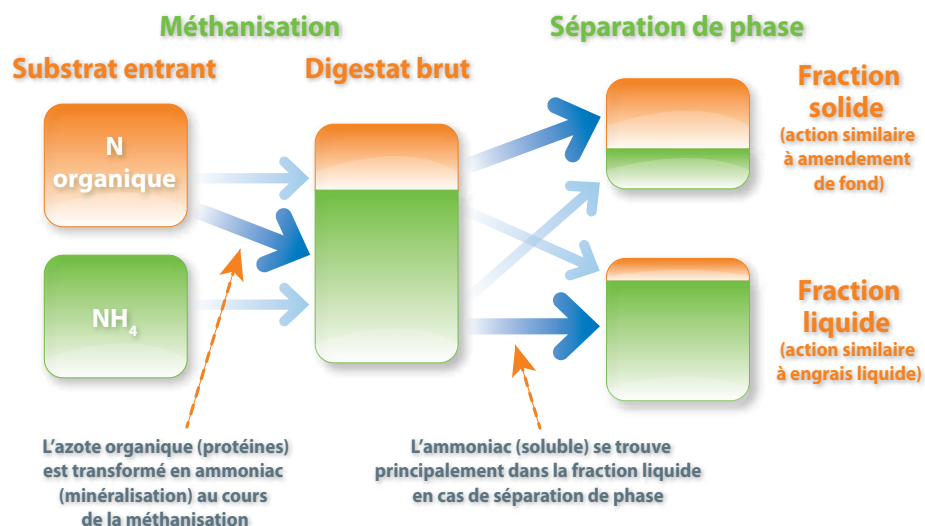 Méthanisation
Séparation de phase
Substrat entrant
Digestat brut
Fraction
solide
(action similaire
à amendement
de fond)
N
organique
NH4
Fraction
liquide
(action similaire
à engrais liquide)
L'azote organique (protéines)
est transformé en ammoniac
(minéralisation) au cours
de la méthanisation
L'ammoniac (soluble) se trouve
principalement dans la fraction liquide
en cas de séparation de phase